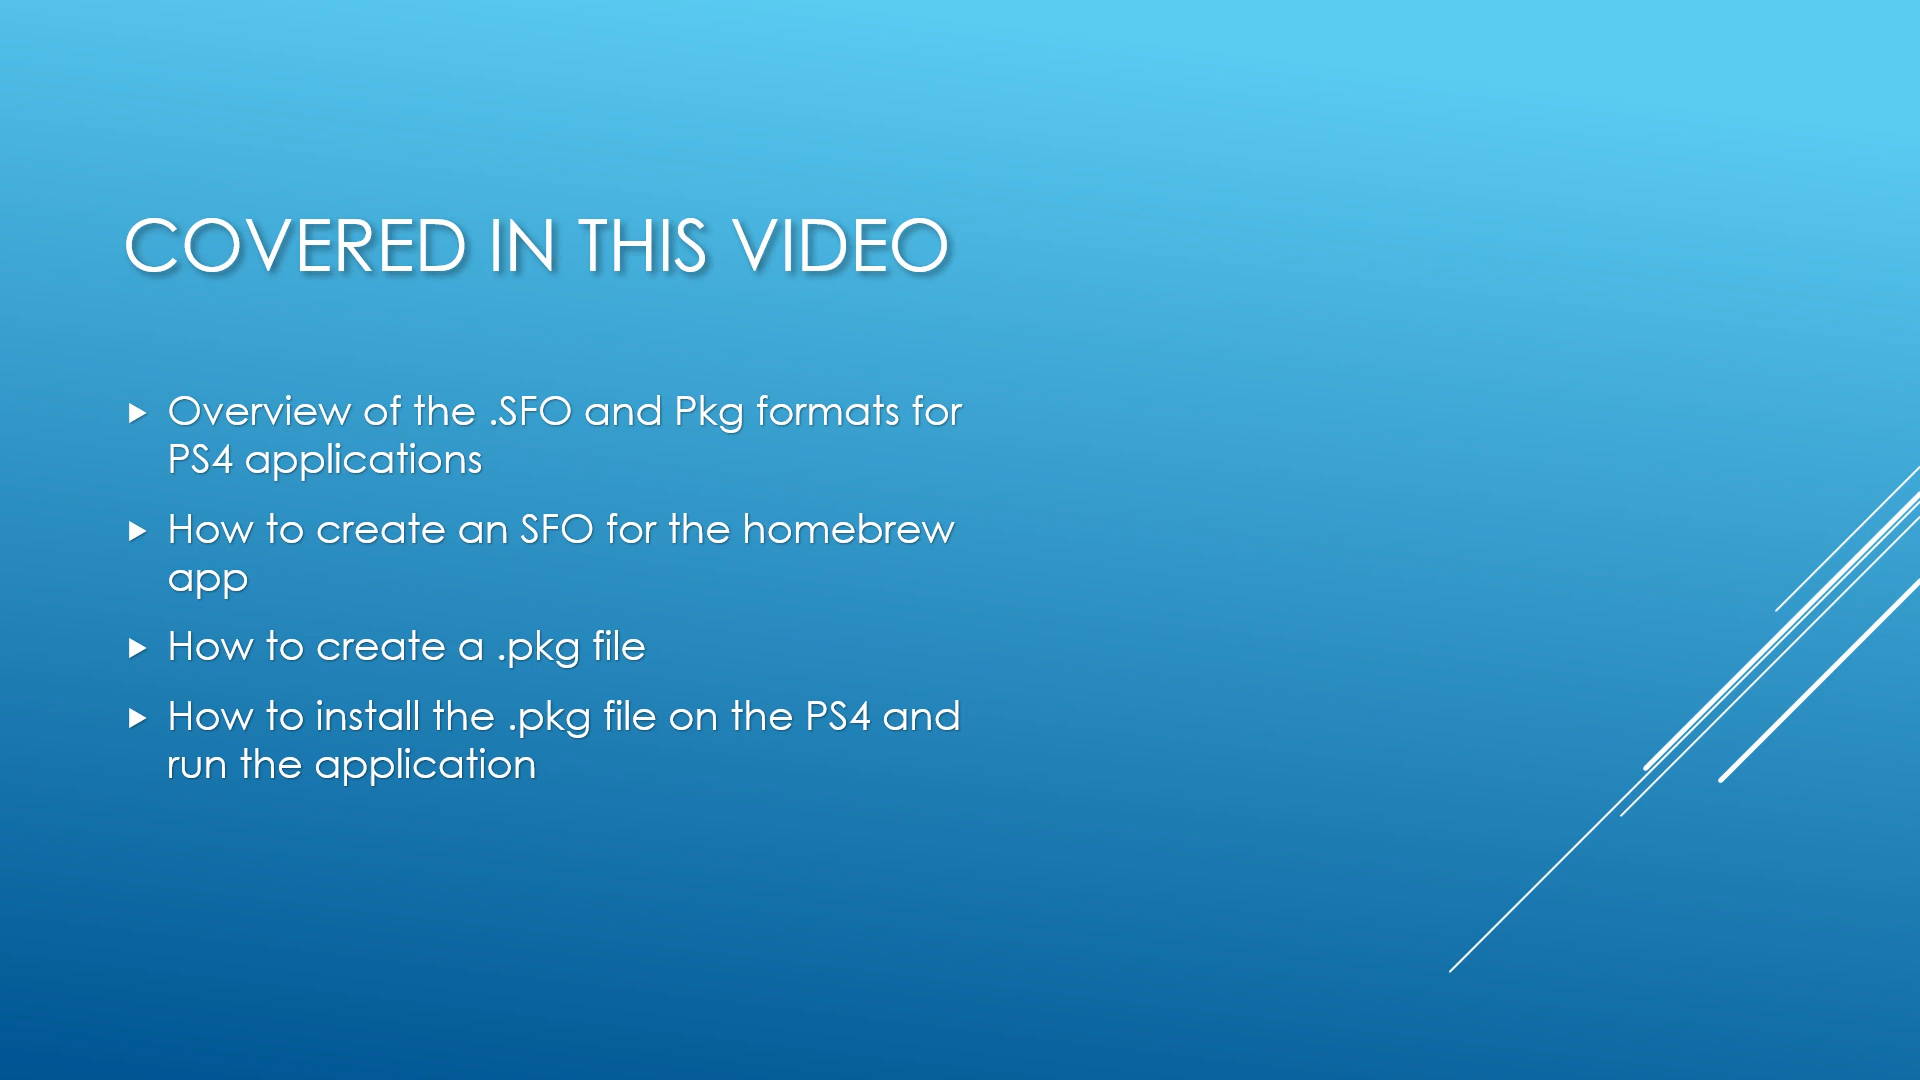 COVERED IN THIS VIDEO
Overview of the .SFO and Pkg formats for
PS4 applications
How to create an SFO for the homebrew
app
How to create a .pkg file
How to install the .pkg file on the PS4 and
run the application